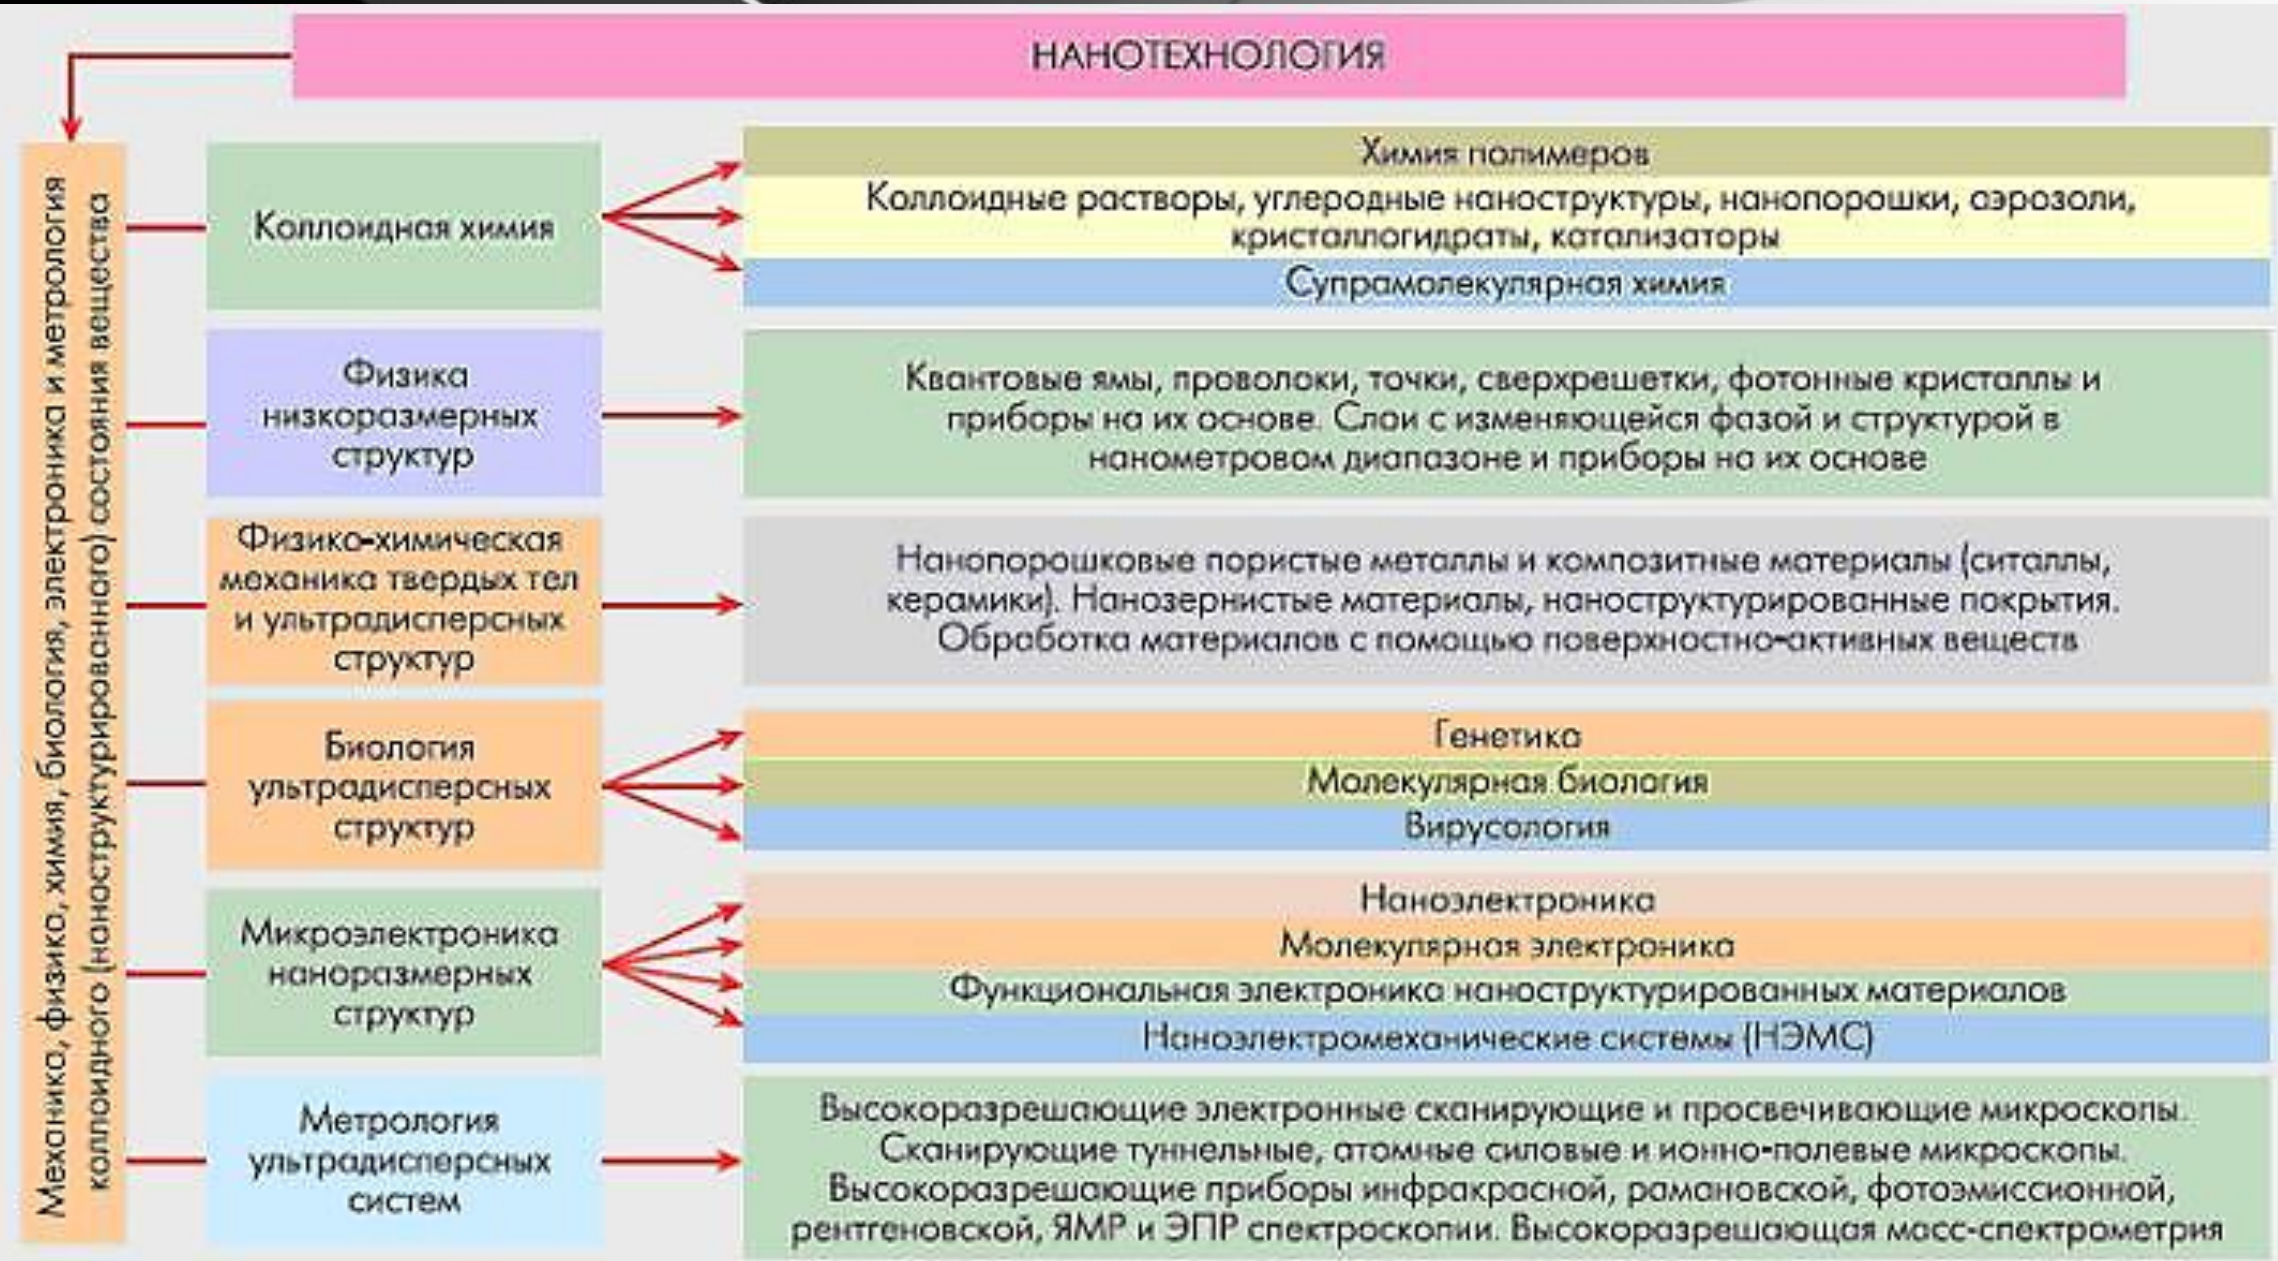 НАНОТЕХНОЛОГИЯ
Механика, физика, химия, биология, электроника и метрология
коллоидного (наноструктурированного) состояния вещества
Коллоидная химия
Химия полимеров
Коллоидные растворы, углеродные наноструктуры, нанопорошки, аэрозоли,
кристаллогидраты, катализаторы
Супрамолекулярная химия
Физика
низкоразмерных
структур
Квантовые ямы, проволоки, точки, сверхрешетки, фотонные кристаллы и
приборы на их основе. Слои с изменяющейся фазой и структурой в
нанометровом диапазоне и приборы на их основе
Физико-химическая
механика твердых тел
и ультрадисперсных
структур
Нанопорошковые пористые металлы и композитные материалы (ситаллы,
керамики). Нанозернистые материалы, наноструктурированные покрытия.
Обработка материалов с помощью поверхностно-активных веществ
Биология
ультрадисперсных
структур
Генетика
Молекулярная биология
Вирусология
Микроэлектроника
наноразмерных
структур
Наноэлектроника
Молекулярная электроника
Функциональная электроника наноструктурированных материалов
Наноэлектромеханические системы (НЭМС)
Метрология
ультрадисперсных
систем
Высокоразрешающие электронные сканирующие и просвечивающие микроскопы.
Сканирующие туннельные, атомные силовые и ионно-полевые микроскопы.
Высокоразрешающие приборы инфракрасной, рамановской, фотоэмиссионной,
рентгеновской, ЯМР и ЭПР спектроскопии. Высокоразрешающая масс-спектрометрия